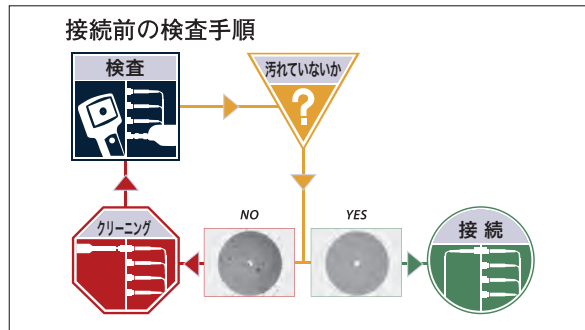 接続前の検査手順
検査
汚れていないか
?
クリーニング
NO
YES
接続